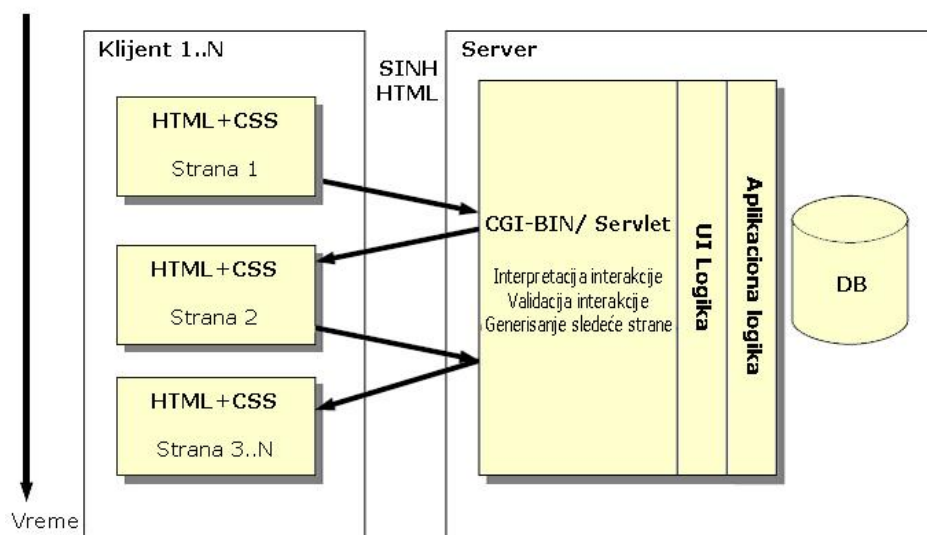 Klijent 1..N
HTML+CSS
Strana 1
HTML+CSS
Strana 2
HTML+CSS
Strana 3..N
Vreme
SINH
HTML
Server
CGI-BIN/ Servlet
Interpretacija interakcije
Validacija interakcije
Generisanje sledeće strane
UI Logika
Aplikaciona logika
DB